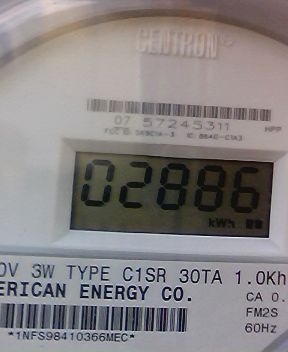 CENTRON®
07 57245311
HPP
02886
kWh
0V 3W TYPE C1SR 30TA 1.0Kh
ERICAN ENERGY CO.
CA 0.
FM2S
60Hz
*1NFS98410366MEC*